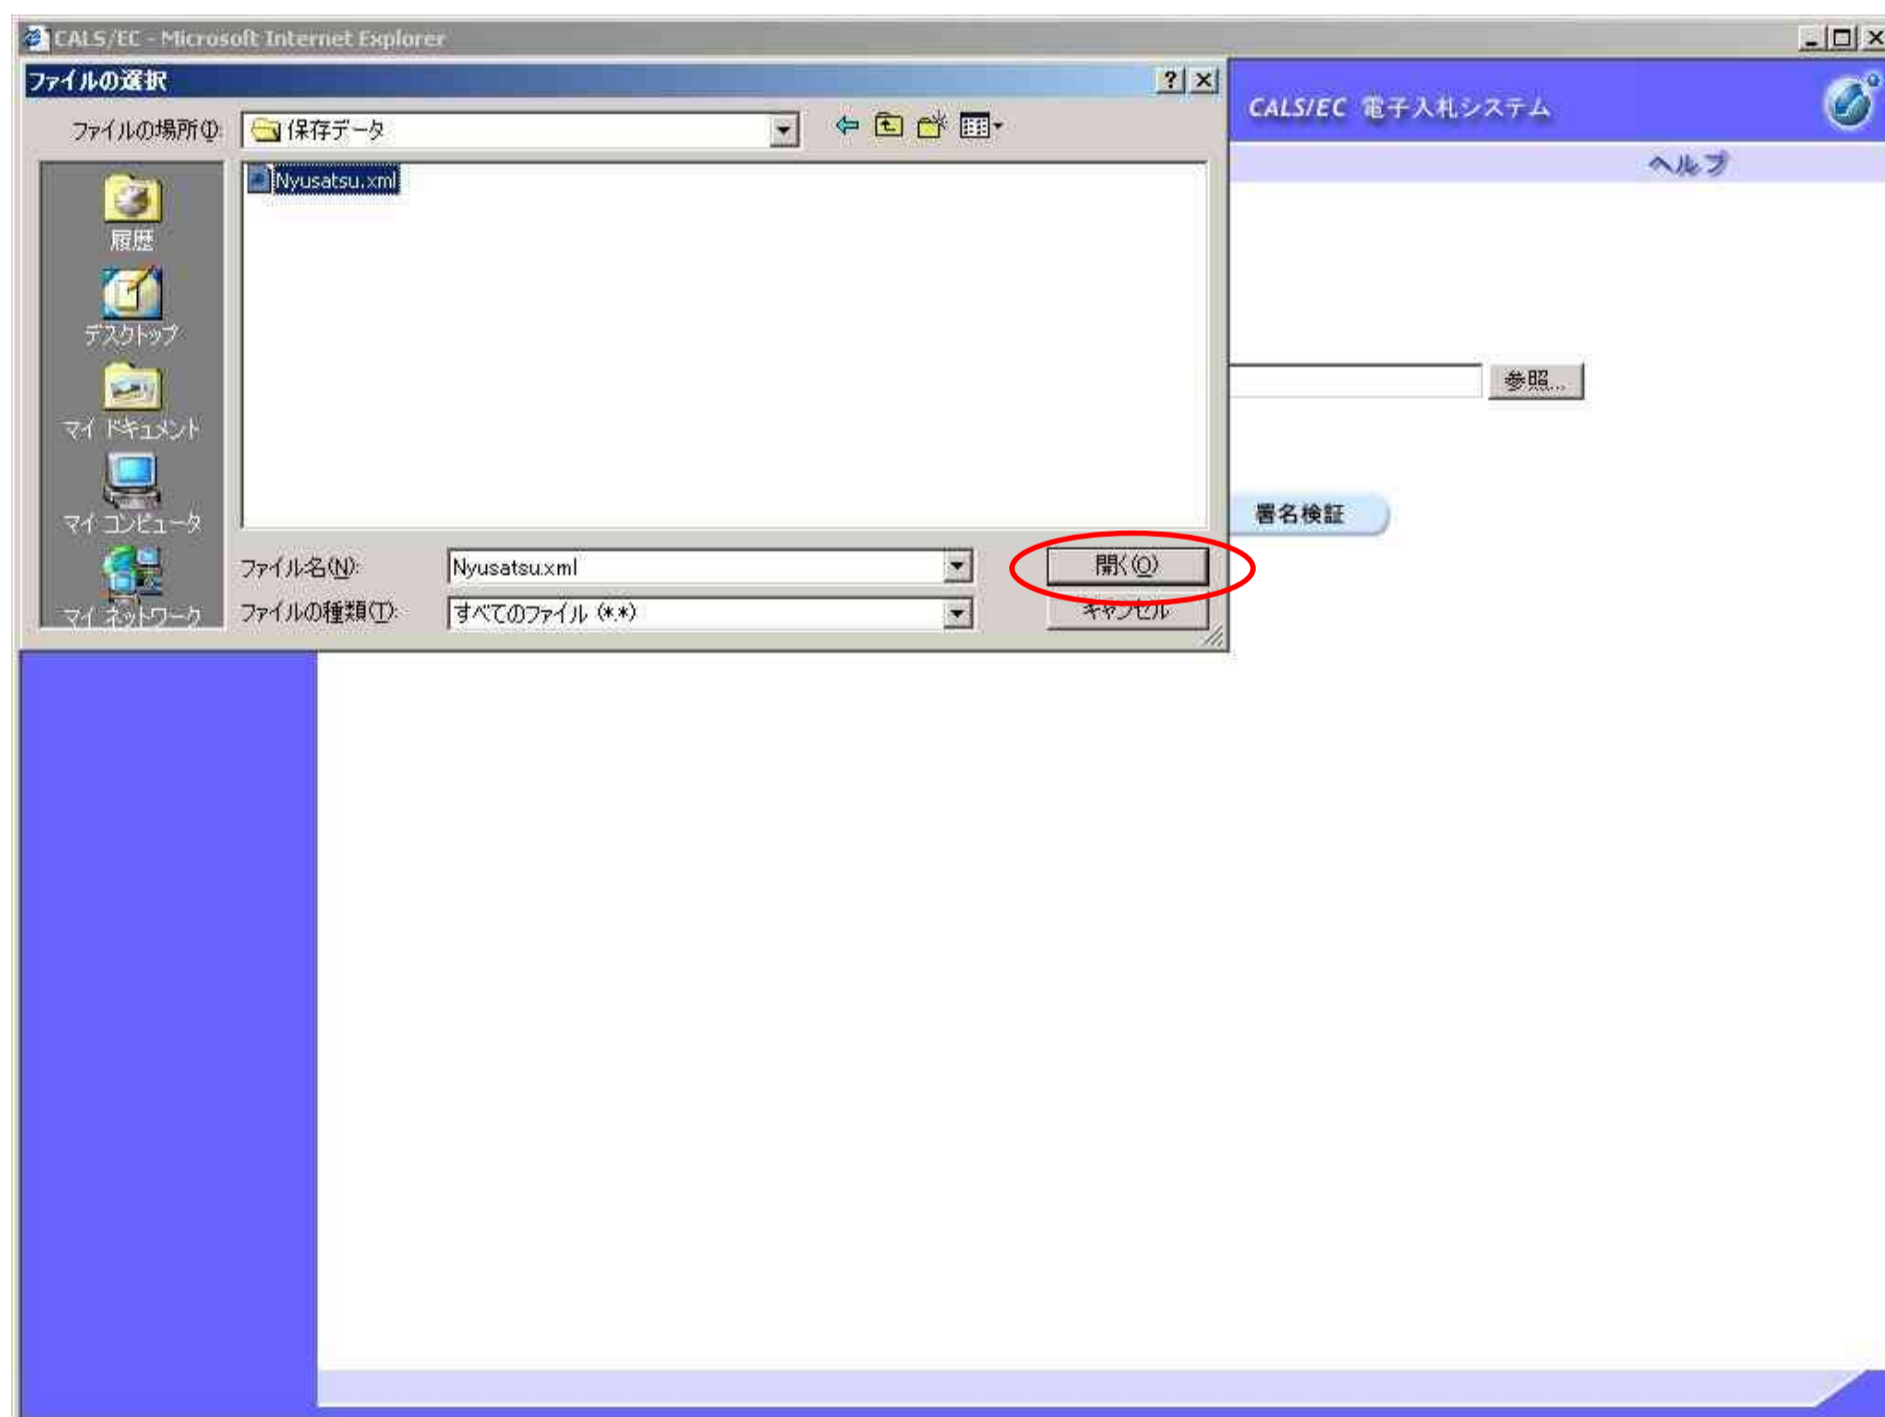 CALS/EC - Microsoft Internet Explorer
ファイルの選択
ファイルの場所(I):
保存データ
CALS/EC 電子入札システム
ヘルプ
Nyusatsu.xml
履歴
デスクトップ
マイ ドキュメント
マイ コンピュータ
マイ ネットワーク
参照...
署名検証
ファイル名(N):
Nyusatsu.xml
開く(O)
ファイルの種類(T):
すべてのファイル (*.*)
キャンセル